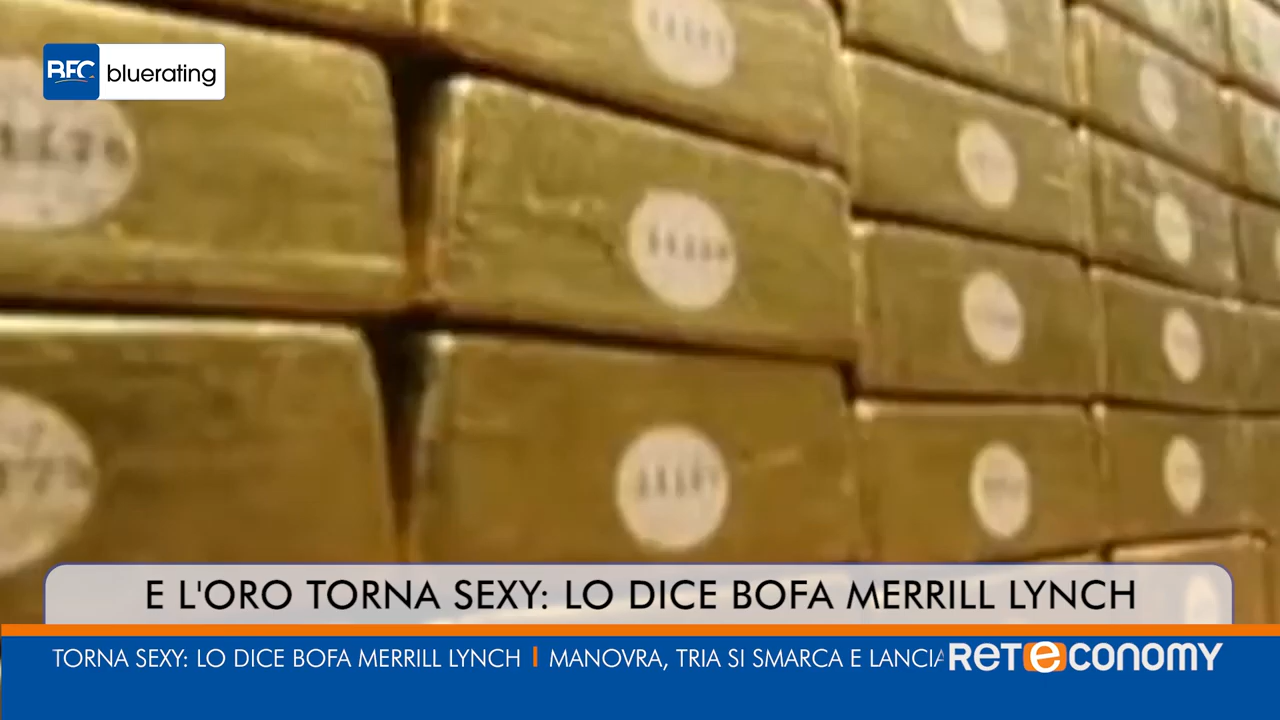 BFC bluerating
E L'ORO TORNA SEXY: LO DICE BOFA MERRILL LYNCH
TORNA SEXY: LO DICE BOFA MERRILL LYNCH | MANOVRA, TRIA SI SMARCA E LANCIA
RETeCONOMY